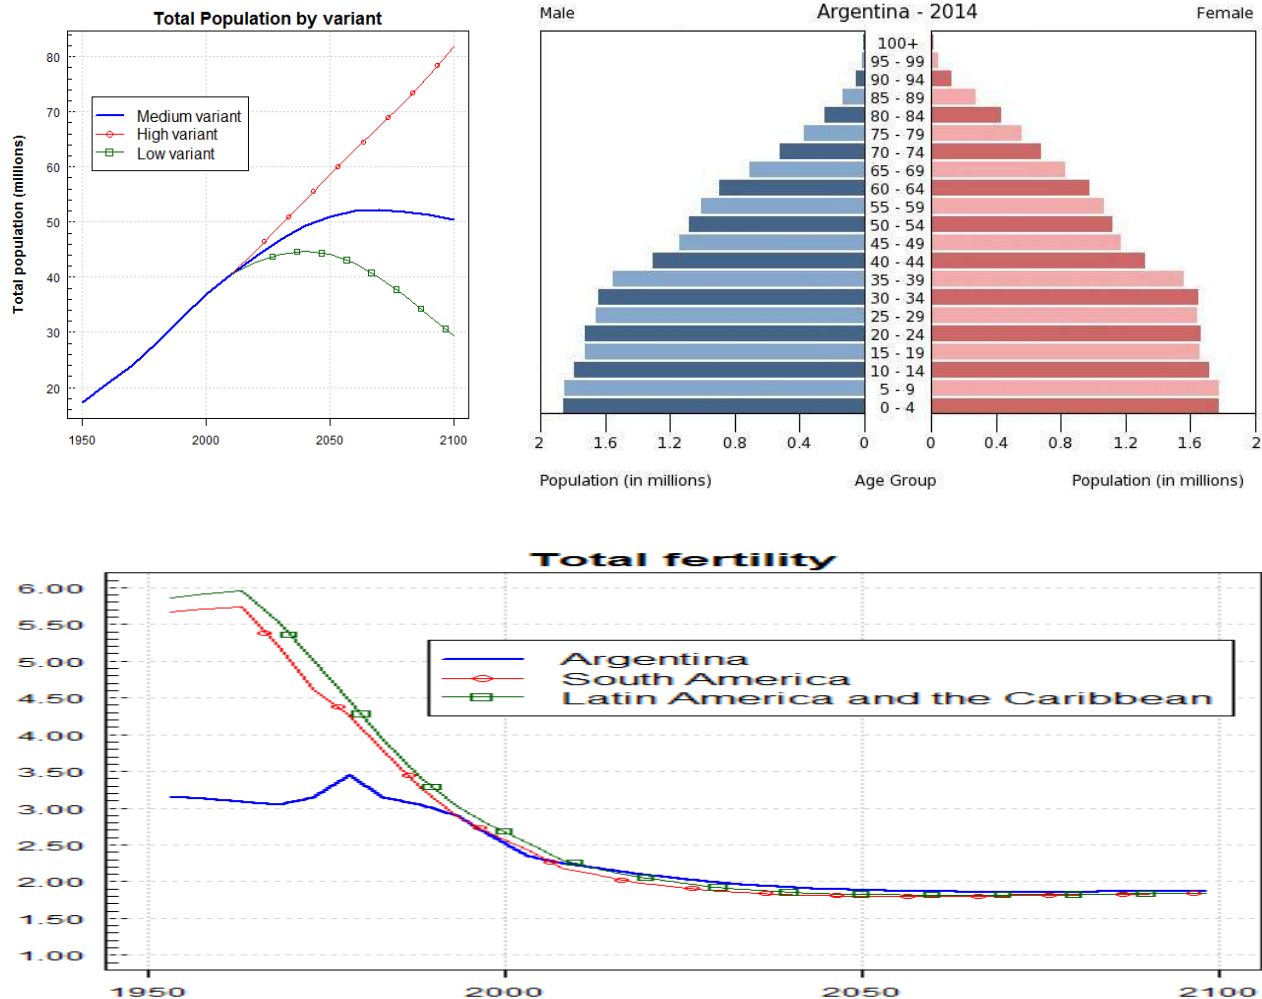 Total Population by variant
Total population (millions)
80
70
60
50
40
30
20
Medium variant
High variant
Low variant
1950 2000 2050 2100
Male Argentina - 2014 Female
100+
95 - 99
90 - 94
85 - 89
80 - 84
75 - 79
70 - 74
65 - 69
60 - 64
55 - 59
50 - 54
45 - 49
40 - 44
35 - 39
30 - 34
25 - 29
20 - 24
15 - 19
10 - 14
5 - 9
0 - 4
2 1.6 1.2 0.8 0.4 0 0 0.4 0.8 1.2 1.6 2
Population (in millions) Age Group Population (in millions)
Total fertility
6.00
5.50
5.00
4.50
4.00
3.50
3.00
2.50
2.00
1.50
1.00
Argentina
South America
Latin America and the Caribbean
1950 2000 2050 2100